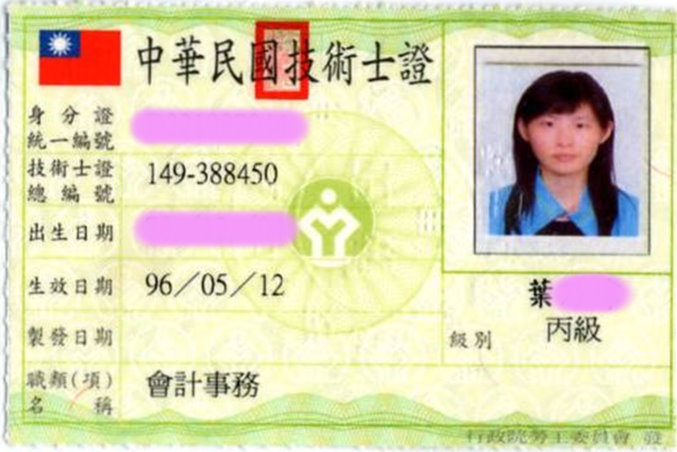 中華民國技術士證
身分證
統一編號
技術士證
總編號
149-388450
出生日期
生效日期
96／05／12
製發日期
職類(項)
名稱
會計事務
葉
級別
丙級
行政院勞工委員會 發